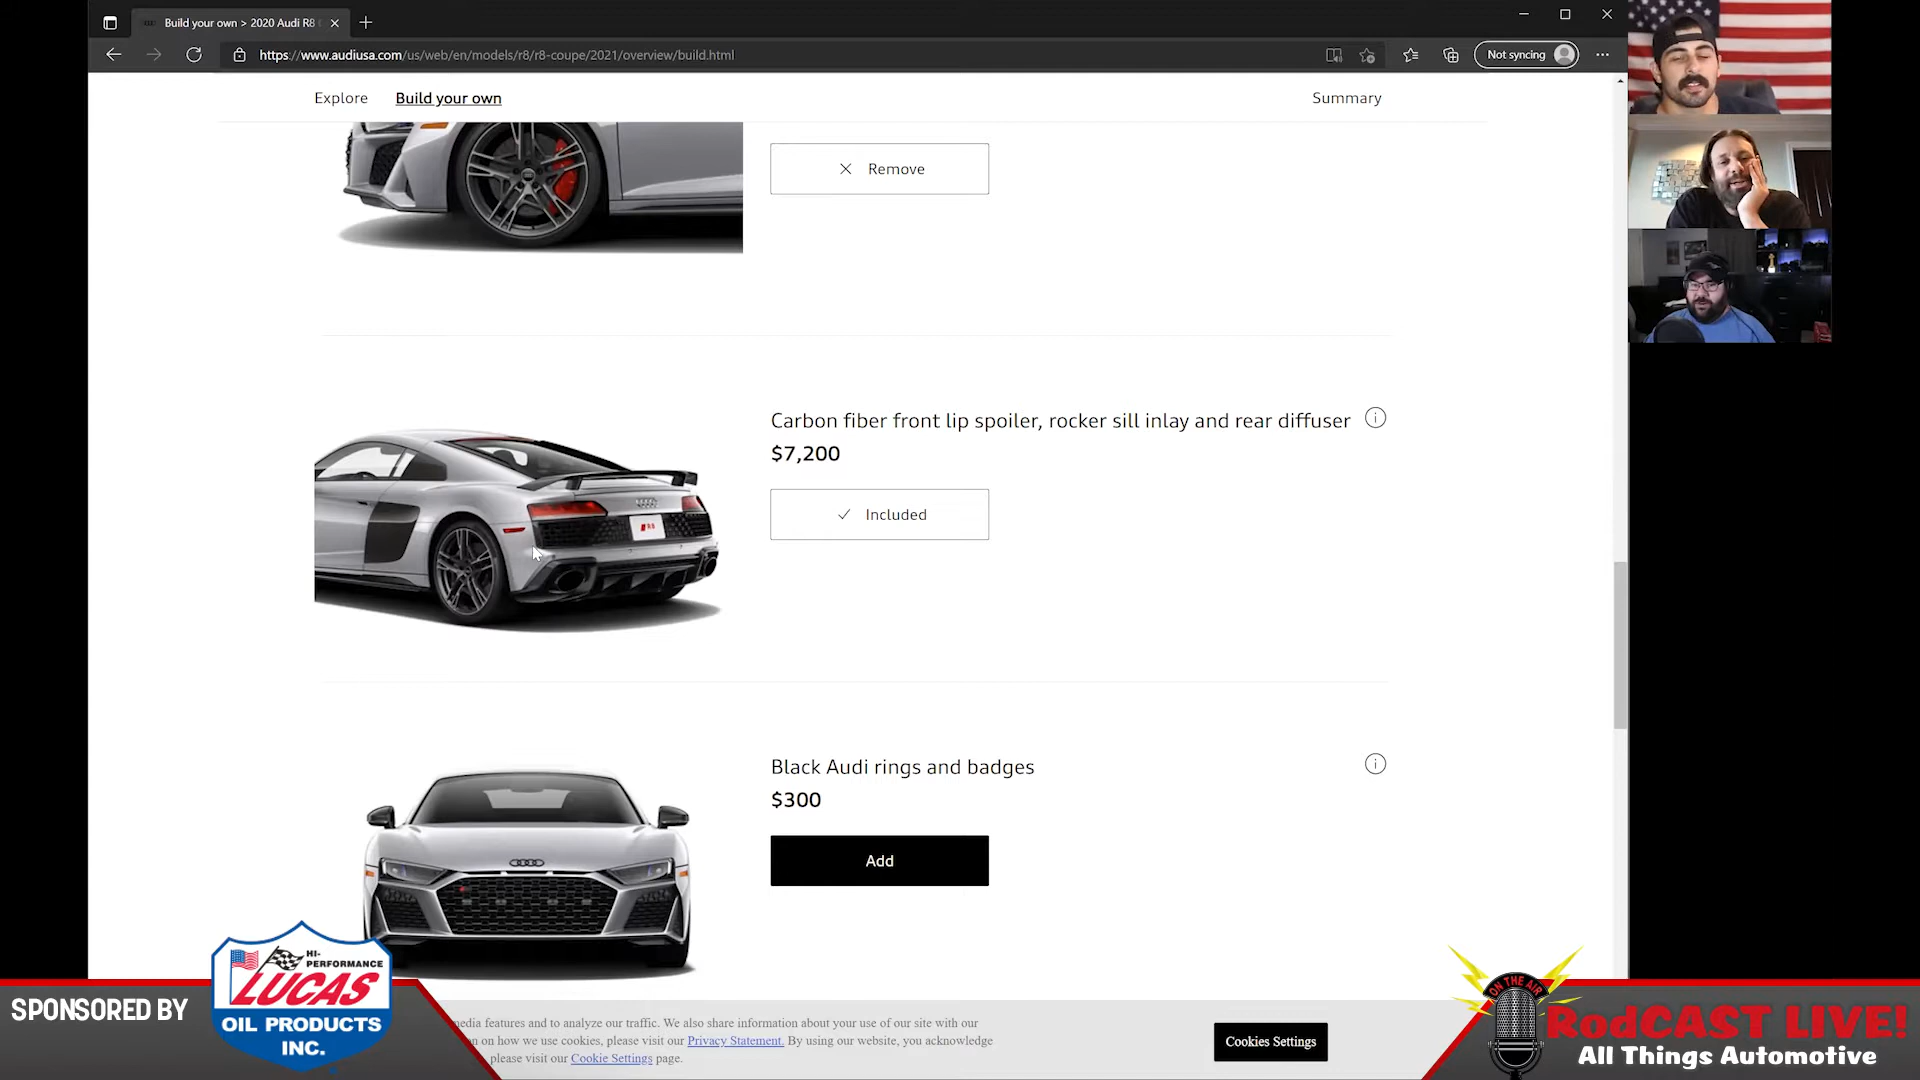 Build your own > 2020 Audi R8
https://www.audiusa.com/us/web/en/models/r8/r8-coupe/2021/overview/build.html
Not syncing
Explore
Build your own
Summary
Remove
Carbon fiber front lip spoiler, rocker sill inlay and rear diffuser
$7,200
Included
R8
Black Audi rings and badges
$300
Add
SPONSORED BY
HI-
PERFORMANCE
LUCAS
OIL PRODUCTS
INC.
media features and to analyze our traffic. We also share information about your use of our site with our
on on how we use cookies, please visit our Privacy Statement. By using our website, you acknowledge
please visit our Cookie Settings page.
Cookies Settings
ON THE AIR
RodCAST LIVE!
All Things Automotive